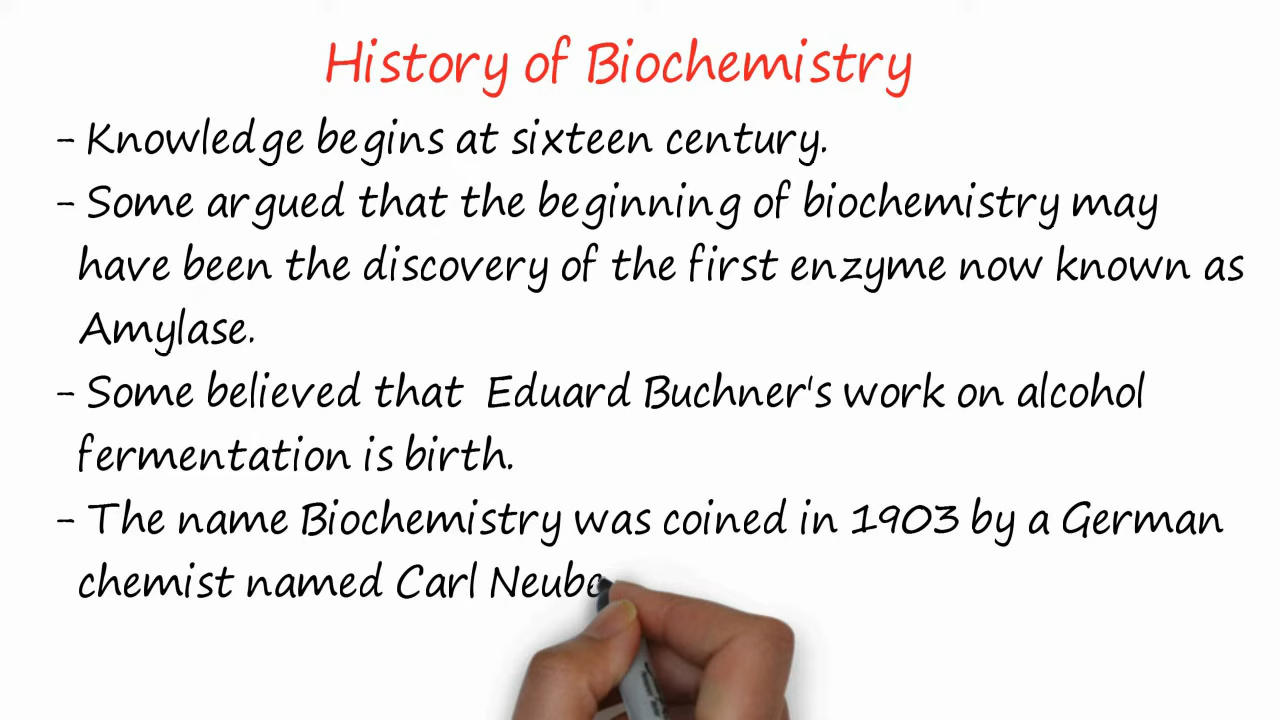 History of Biochemistry
- Knowledge begins at sixteen century.
- Some argued that the beginning of biochemistry may
have been the discovery of the first enzyme now known as
Amylase.
- Some believed that Eduard Buchner's work on alcohol
fermentation is birth.
- The name Biochemistry was coined in 1903 by a German
chemist named Carl Neube